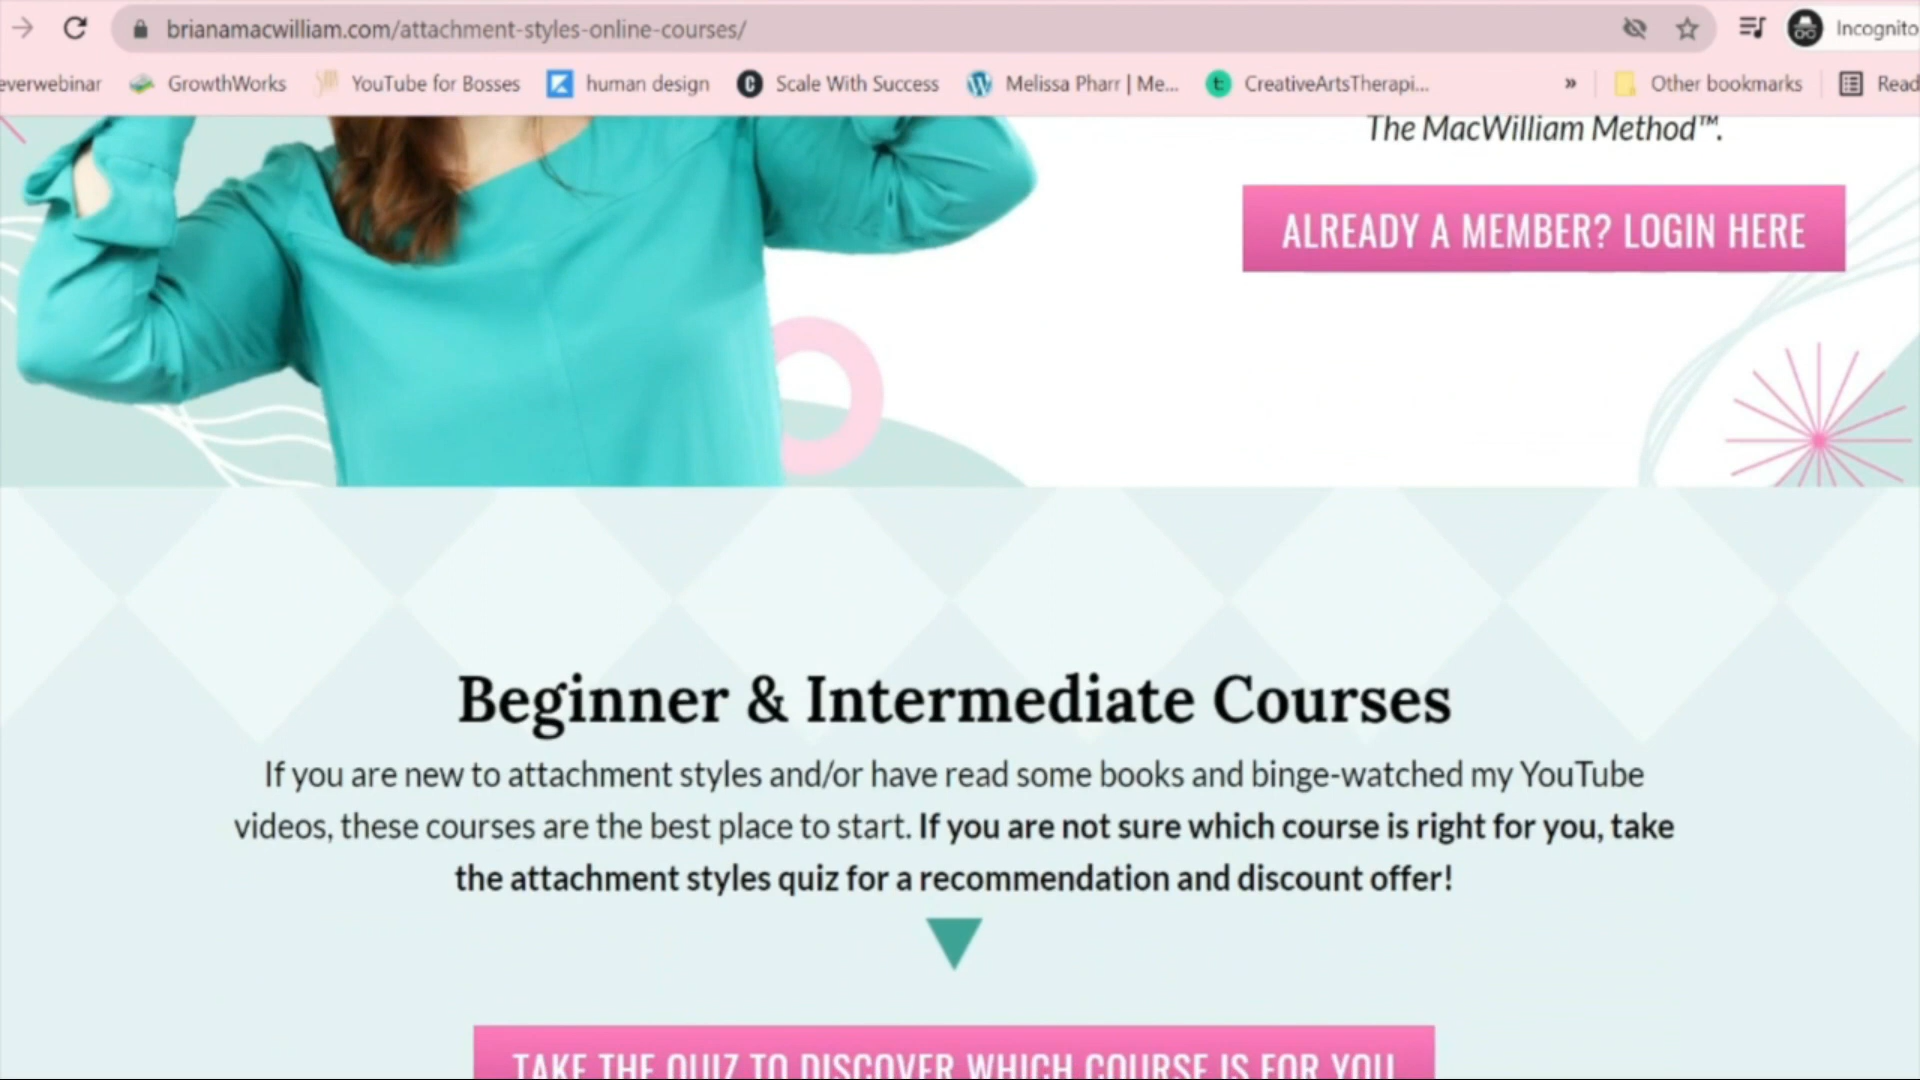 brianamacwilliam.com/attachment-styles-online-courses/
Incognito
everwebinar GrowthWorks YouTube for Bosses human design Scale With Success Melissa Pharr | Me... CreativeArtsTherapi... » Other bookmarks Read
The MacWilliam Method™.
ALREADY A MEMBER? LOGIN HERE
Beginner & Intermediate Courses
If you are new to attachment styles and/or have read some books and binge-watched my YouTube
videos, these courses are the best place to start. If you are not sure which course is right for you, take
the attachment styles quiz for a recommendation and discount offer!
TAKE THE QUIZ TO DISCOVER WHICH COURSE IS FOR YOU